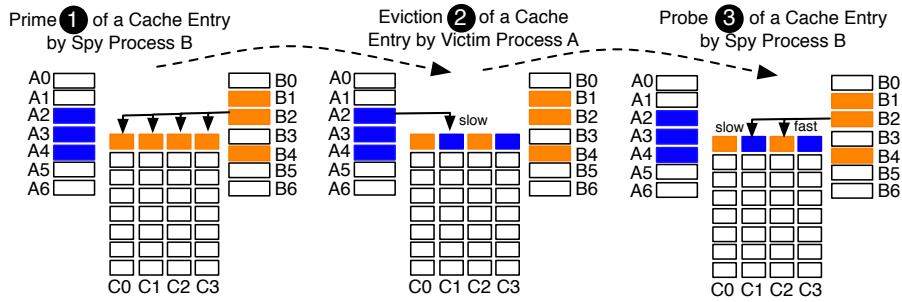 Prime 1 of a Cache Entry
by Spy Process B
Eviction 2 of a Cache
Entry by Victim Process A
Probe 3 of a Cache Entry
by Spy Process B
A0
A1
A2
A3
A4
A5
A6
B0
B1
B2
B3
B4
B5
B6
C0 C1 C2 C3
A0
A1
A2
A3
A4
A5
A6
slow
B0
B1
B2
B3
B4
B5
B6
C0 C1 C2 C3
A0
A1
A2
A3
A4
A5
A6
slow
fast
B0
B1
B2
B3
B4
B5
B6
C0 C1 C2 C3